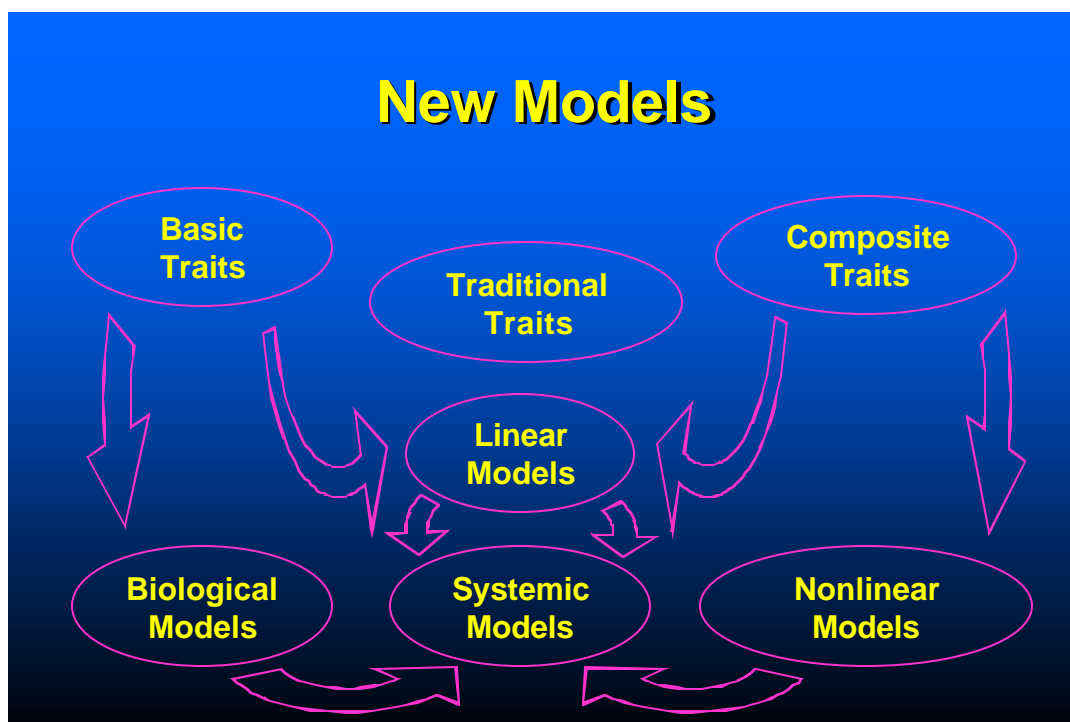 New Models
Basic
Traits
Traditional
Traits
Composite
Traits
Linear
Models
Biological
Models
Systemic
Models
Nonlinear
Models